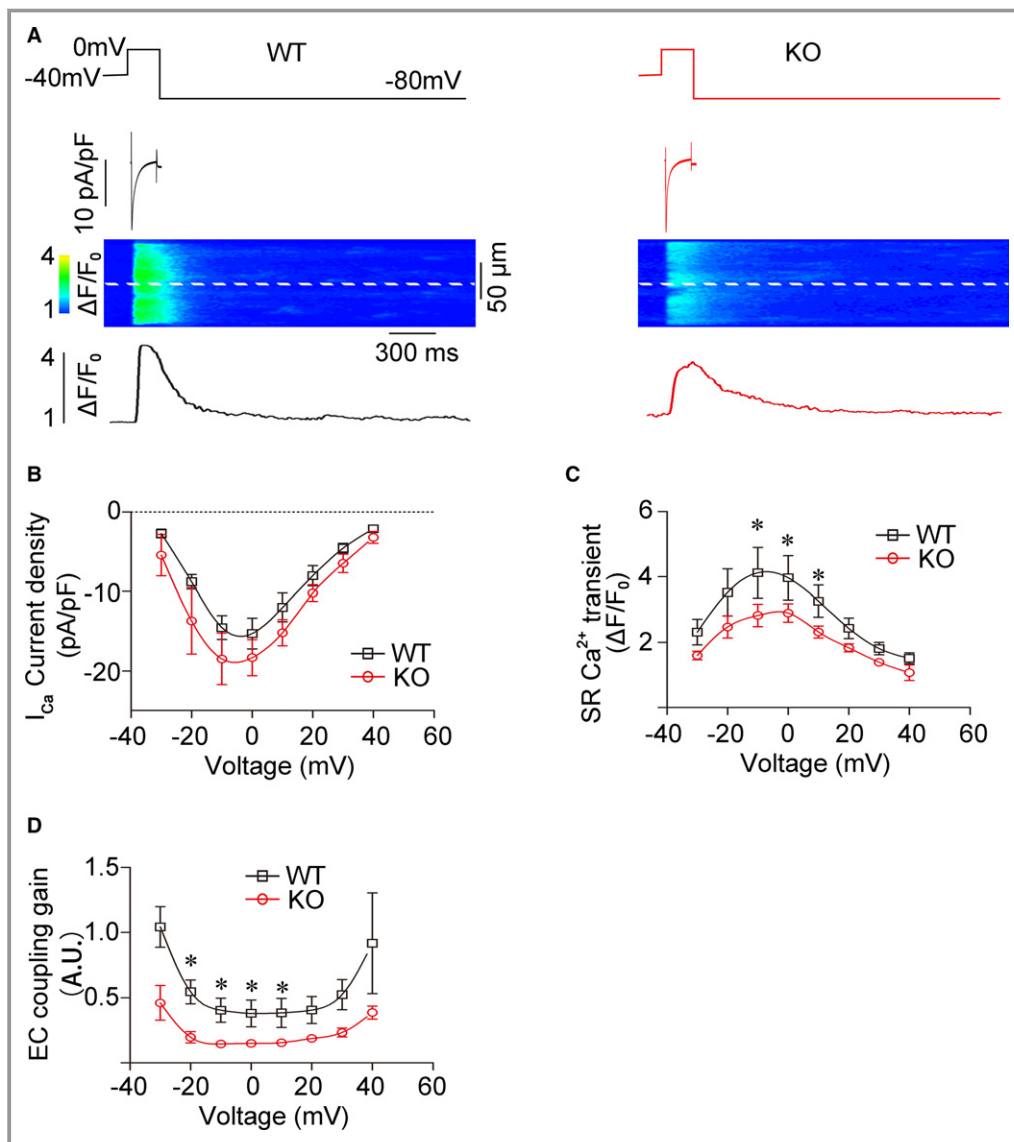 A
0mV
WT
KO
-40mV
-80mV
10 pA/pF
4
1
ΔF/F₀
50 µm
300 ms
4
1
ΔF/F₀
B
I_Ca Current density
(pA/pF)
0
-10
-20
WT
KO
-40 -20 0 20 40 60
Voltage (mV)
C
SR Ca²⁺ transient
(ΔF/F₀)
6
4
2
* * *
WT
KO
-40 -20 0 20 40 60
Voltage (mV)
D
EC coupling gain
(A.U.)
1.5
1.0
0.5
WT
KO
* * * *
-40 -20 0 20 40 60
Voltage (mV)